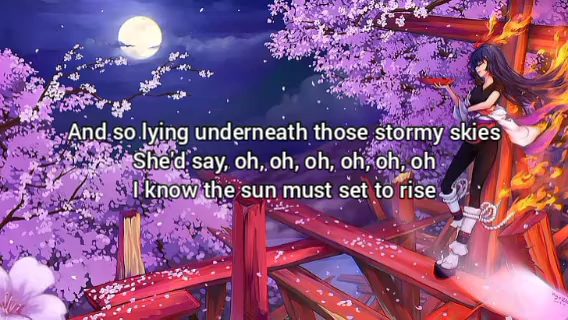 And so lying underneath those stormy skies
She'd say, oh, oh, oh, oh, oh, oh
I know the sun must set to rise